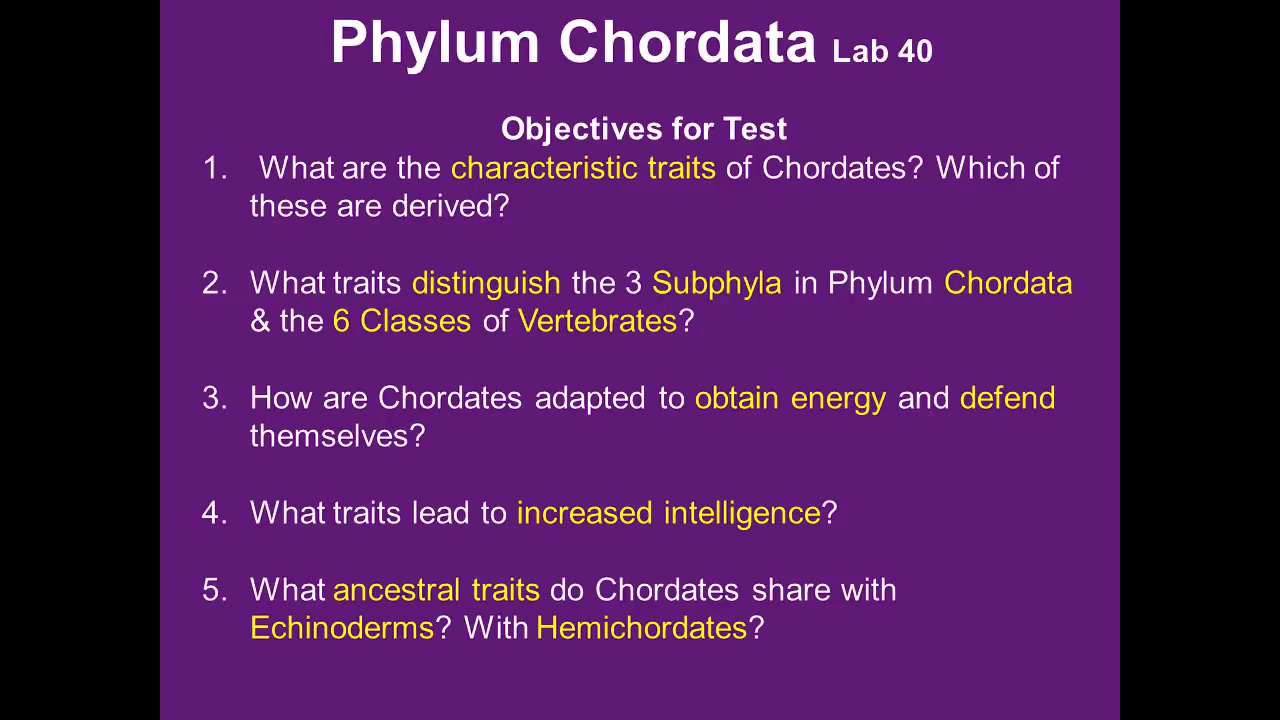 Phylum Chordata Lab 40
Objectives for Test
1. What are the characteristic traits of Chordates? Which of
these are derived?
2. What traits distinguish the 3 Subphyla in Phylum Chordata
& the 6 Classes of Vertebrates?
3. How are Chordates adapted to obtain energy and defend
themselves?
4. What traits lead to increased intelligence?
5. What ancestral traits do Chordates share with
Echinoderms? With Hemichordates?